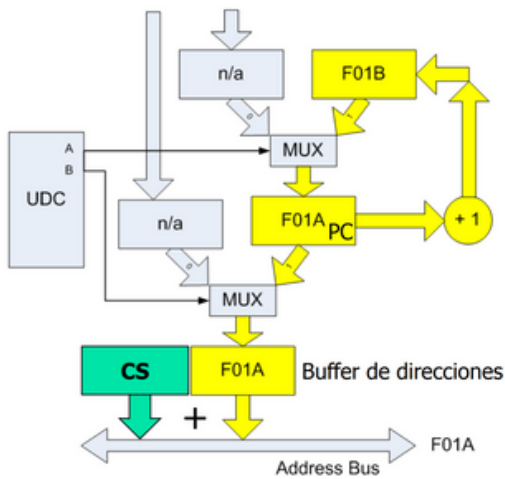 n/a
F01B
A
B
MUX
UDC
n/a
F01A PC
+ 1
MUX
CS
F01A
Buffer de direcciones
+
F01A
Address Bus